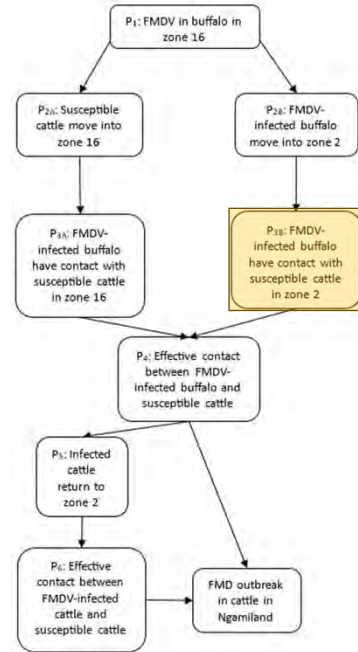 P₁: FMDV in buffalo in
zone 16
P₂A: Susceptible
cattle move into
zone 16
P₂B: FMDV-
infected buffalo
move into zone 2
P₃A: FMDV-
infected buffalo
have contact with
susceptible cattle
in zone 16
P₃B: FMDV-
infected buffalo
have contact with
susceptible cattle
in zone 2
P₄: Effective contact
between FMDV-
infected buffalo and
susceptible cattle
P₅: Infected
cattle
return to
zone 2
P₆: Effective
contact between
FMDV-infected
cattle and
susceptible cattle
FMD outbreak
in cattle in
Ngamiland